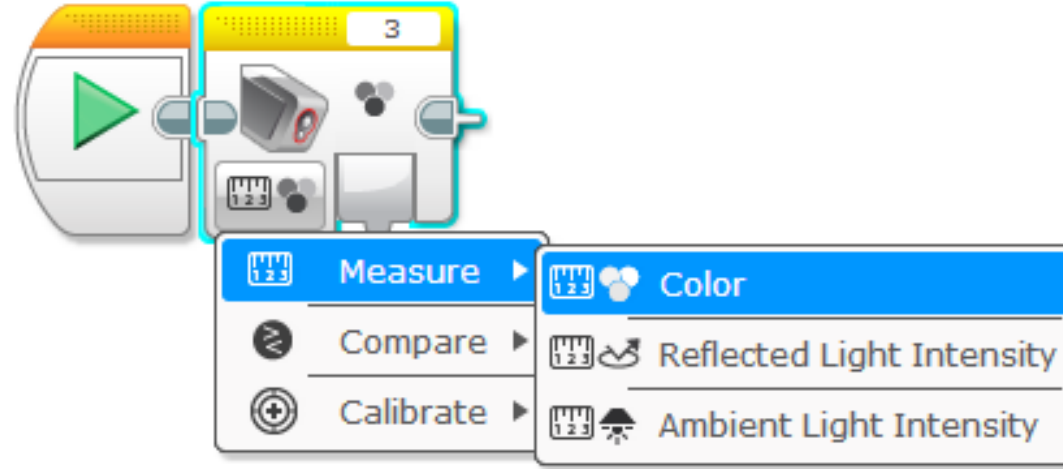 3
Measure
Compare
Calibrate
Color
Reflected Light Intensity
Ambient Light Intensity